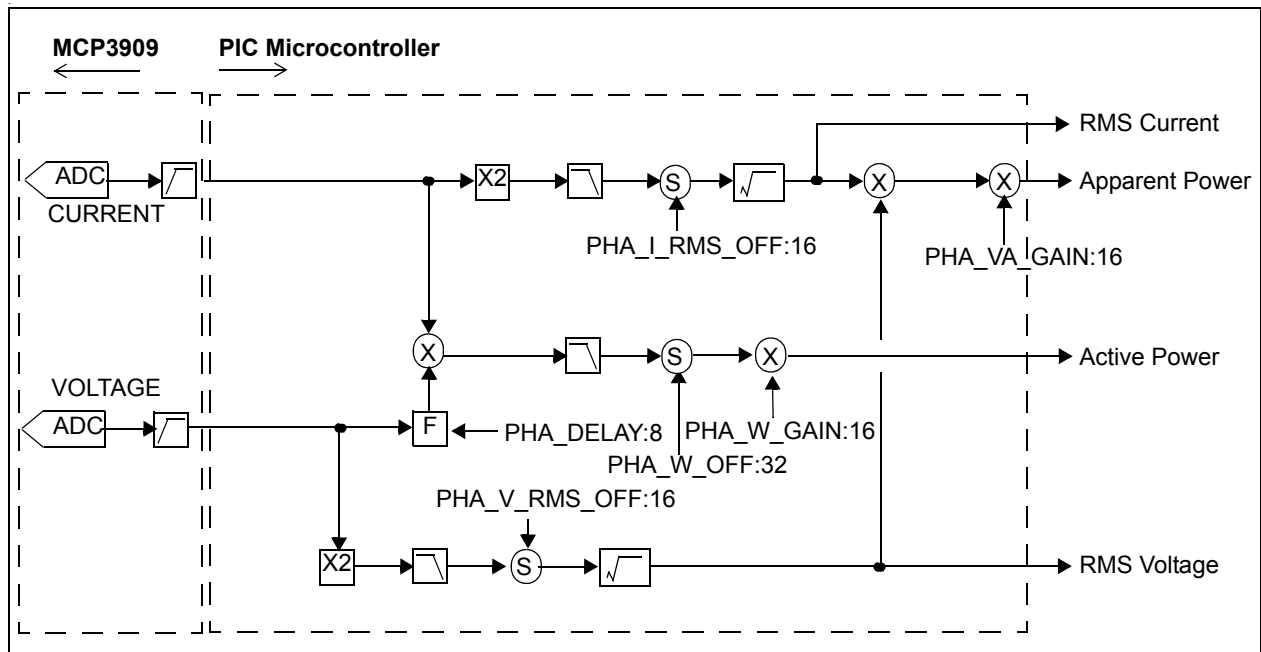 MCP3909 PIC Microcontroller
RMS Current
ADC X2 S √ X X Apparent Power
CURRENT
PHA_I_RMS_OFF:16 PHA_VA_GAIN:16
X S X Active Power
VOLTAGE
ADC F PHA_DELAY:8 PHA_W_GAIN:16
PHA_W_OFF:32
PHA_V_RMS_OFF:16
X2 S √ RMS Voltage